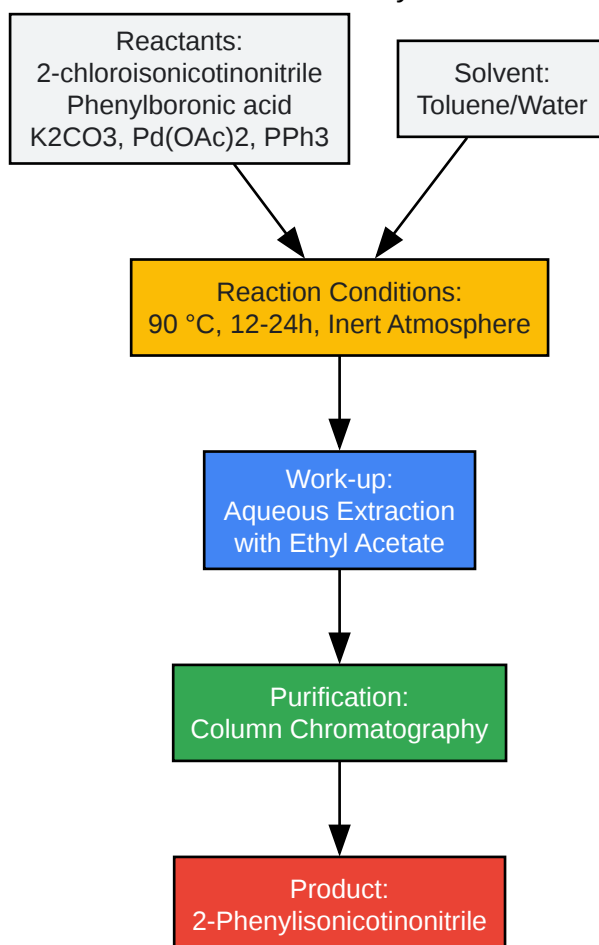 Reactants:
2-chloroisonicotinonitrile
Phenylboronic acid
K2CO3, Pd(OAc)2, PPh3
Solvent:
Toluene/Water
Reaction Conditions:
90 °C, 12-24h, Inert Atmosphere
Work-up:
Aqueous Extraction
with Ethyl Acetate
Purification:
Column Chromatography
Product:
2-Phenylisonicotinonitrile